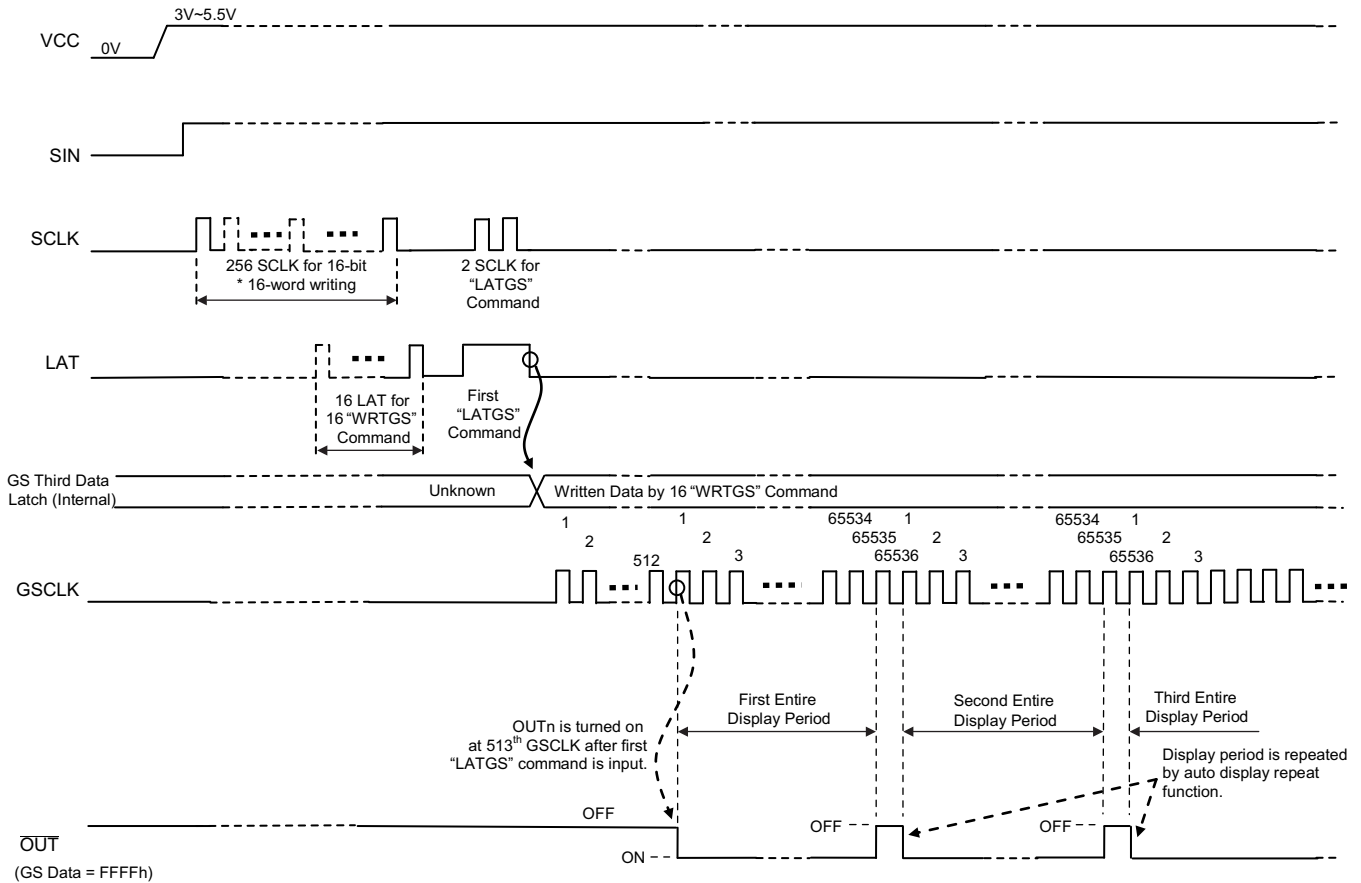 3V~5.5V
VCC
0V
SIN
SCLK
256 SCLK for 16-bit
* 16-word writing
2 SCLK for
“LATGS”
Command
LAT
16 LAT for
16 “WRTGS”
Command
First
“LATGS”
Command
GS Third Data
Latch (Internal)
Unknown
Written Data by 16 “WRTGS” Command
1
2
512
1
2
3
65534
65535
65536
1
2
3
65534
65535
65536
1
2
3
GSCLK
OUTn is turned on
at 513th GSCLK after first
“LATGS” command is input.
First Entire
Display Period
Second Entire
Display Period
Third Entire
Display Period
Display period is repeated
by auto display repeat
function.
OFF
OFF
OFF
ON
OUT
(GS Data = FFFFh)